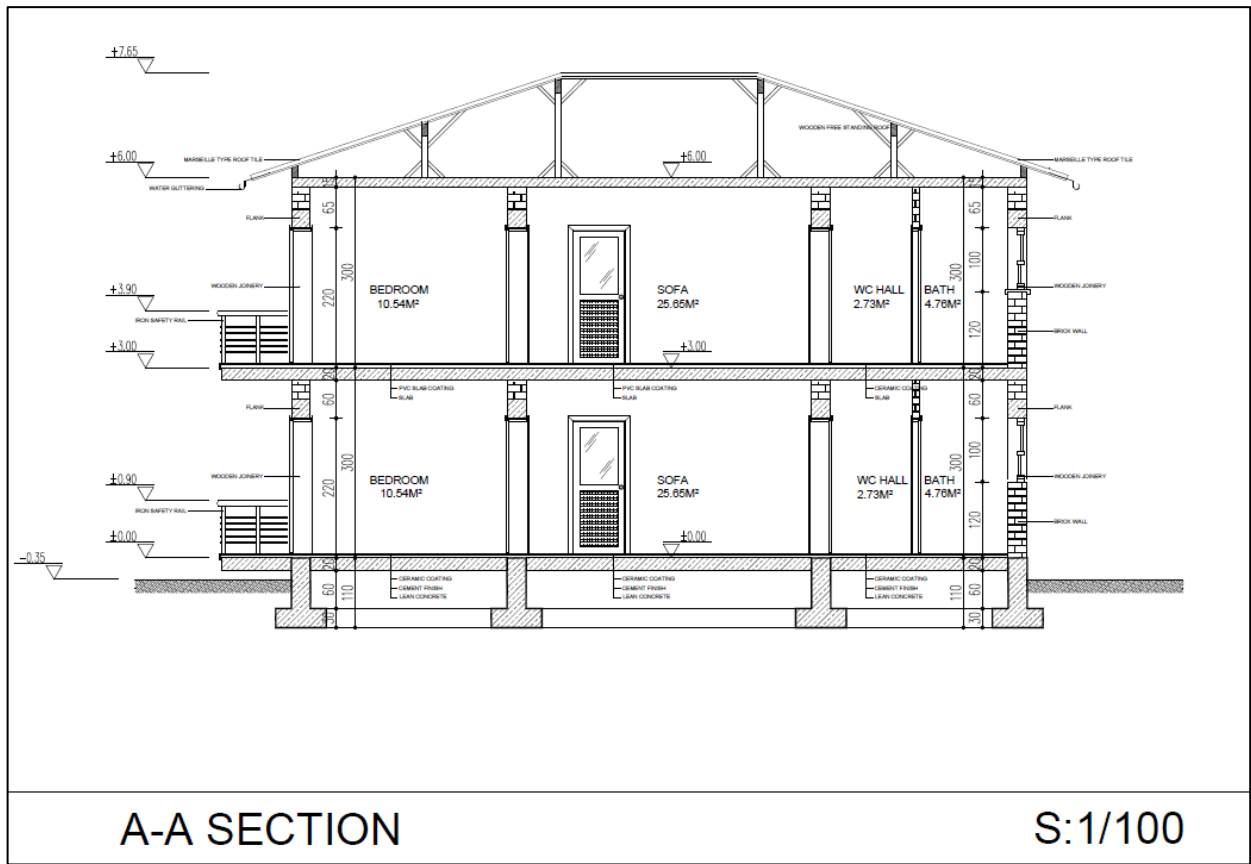 +7.65
+6.00
+6.00
WOODEN FREE STANDING ROOF
MARSEILLE TYPE ROOF TILE
MARSEILLE TYPE ROOF TILE
WATER GUTTERING
15
15
65
65
FLANK
FLANK
300
300
100
220
BEDROOM
10.54M²
SOFA
25.65M²
WC HALL
2.73M²
BATH
4.76M²
WOODEN JOINERY
WOODEN JOINERY
+3.90
IRON SAFETY RAIL
120
BRICK WALL
+3.00
+3.00
20
20
PVC SLAB COATING
SLAB
PVC SLAB COATING
SLAB
CERAMIC COATING
SLAB
60
60
FLANK
FLANK
300
300
100
220
BEDROOM
10.54M²
SOFA
25.65M²
WC HALL
2.73M²
BATH
4.76M²
WOODEN JOINERY
WOODEN JOINERY
±0.90
IRON SAFETY RAIL
120
BRICK WALL
±0.00
±0.00
-0.35
20
20
CERAMIC COATING
CEMENT FINISH
LEAN CONCRETE
CERAMIC COATING
CEMENT FINISH
LEAN CONCRETE
CERAMIC COATING
CEMENT FINISH
LEAN CONCRETE
60
110
110
60
30
30
A-A SECTION
S:1/100